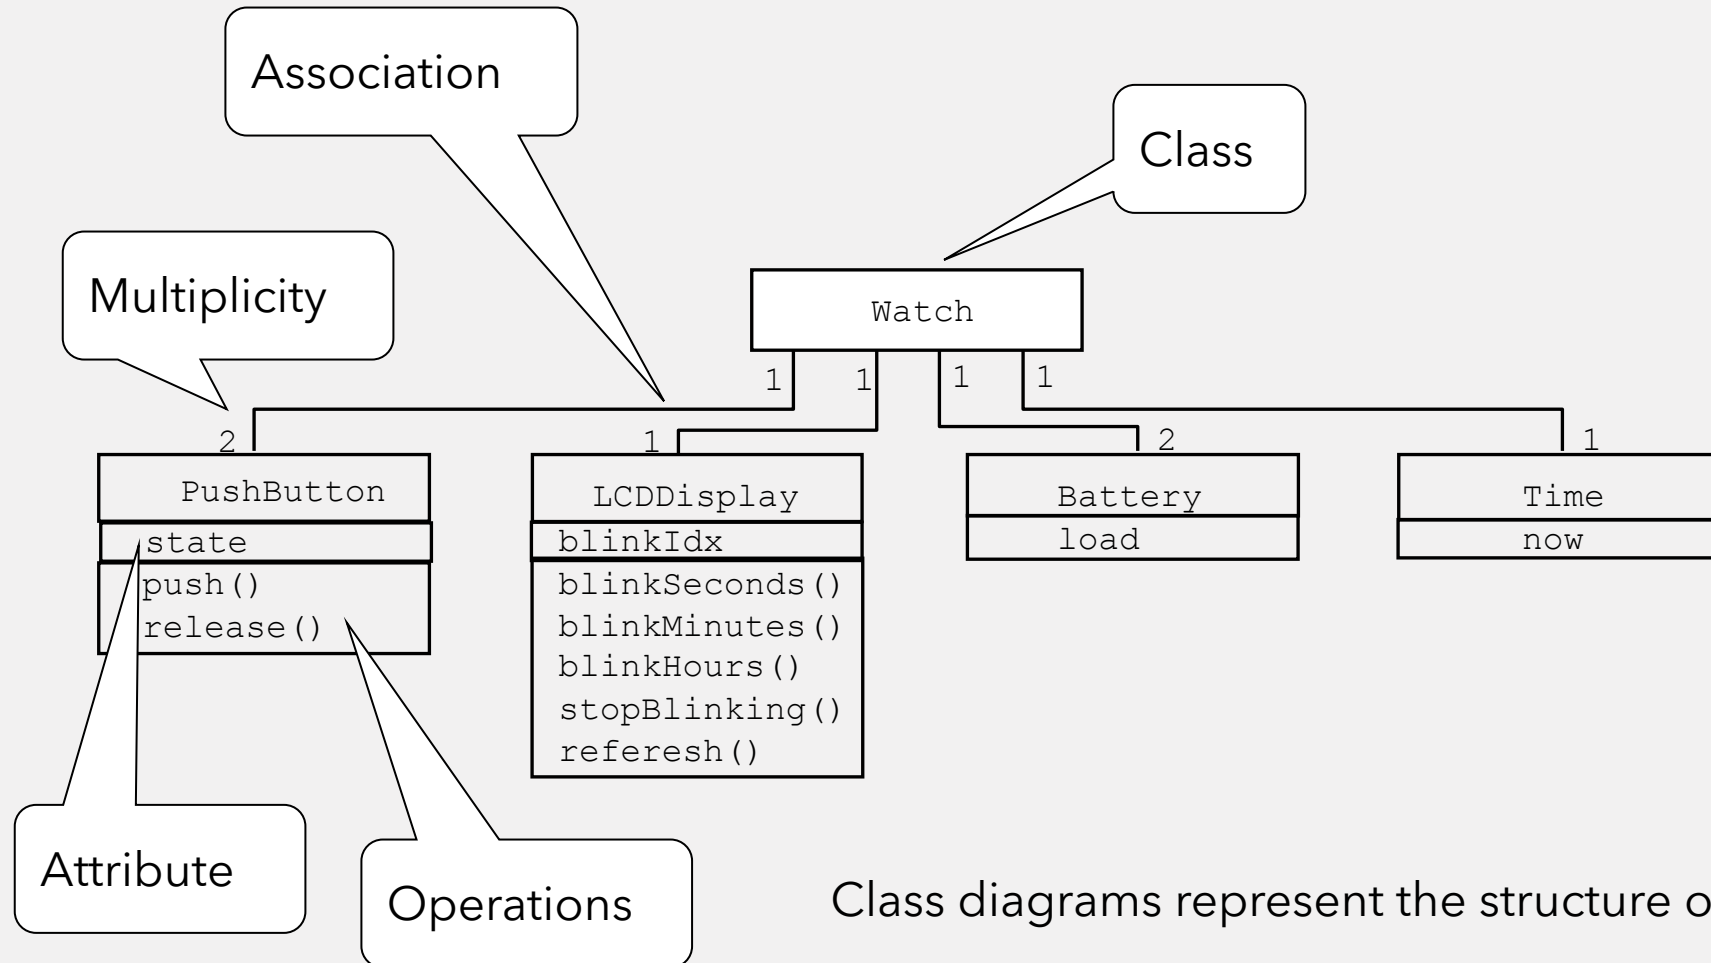 Association
Class
Multiplicity
Watch
1 1 1 1
2 1 2 1
PushButton
state
push()
release()
LCDDisplay
blinkIdx
blinkSeconds()
blinkMinutes()
blinkHours()
stopBlinking()
referesh()
Battery
load
Time
now
Attribute
Operations
Class diagrams represent the structure o